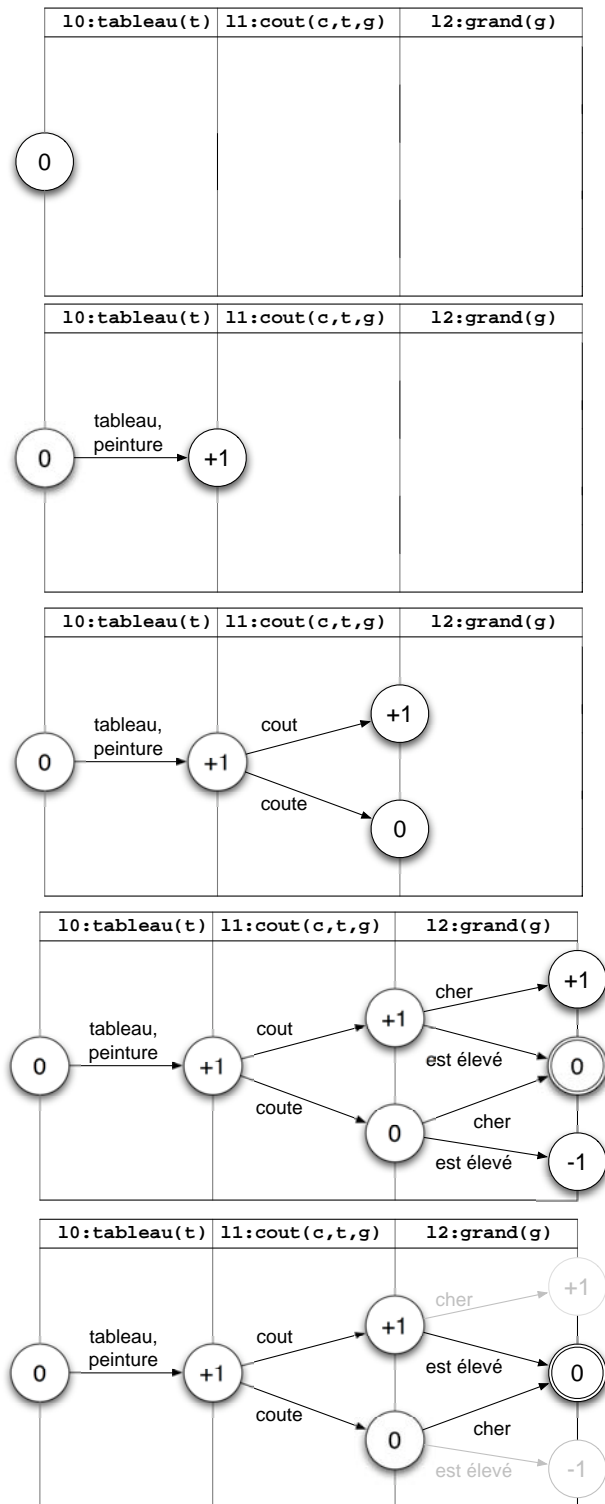 l0:tableau(t) l1:cout(c,t,g) l2:grand(g)
0
l0:tableau(t) l1:cout(c,t,g) l2:grand(g)
tableau,
peinture
0
+1
l0:tableau(t) l1:cout(c,t,g) l2:grand(g)
tableau,
peinture
0
+1
cout
coute
+1
0
l0:tableau(t) l1:cout(c,t,g) l2:grand(g)
tableau,
peinture
0
+1
cout
coute
+1
0
cher
est élevé
cher
est élevé
+1
0
-1
l0:tableau(t) l1:cout(c,t,g) l2:grand(g)
tableau,
peinture
0
+1
cout
coute
+1
0
cher
est élevé
cher
est élevé
+1
0
-1